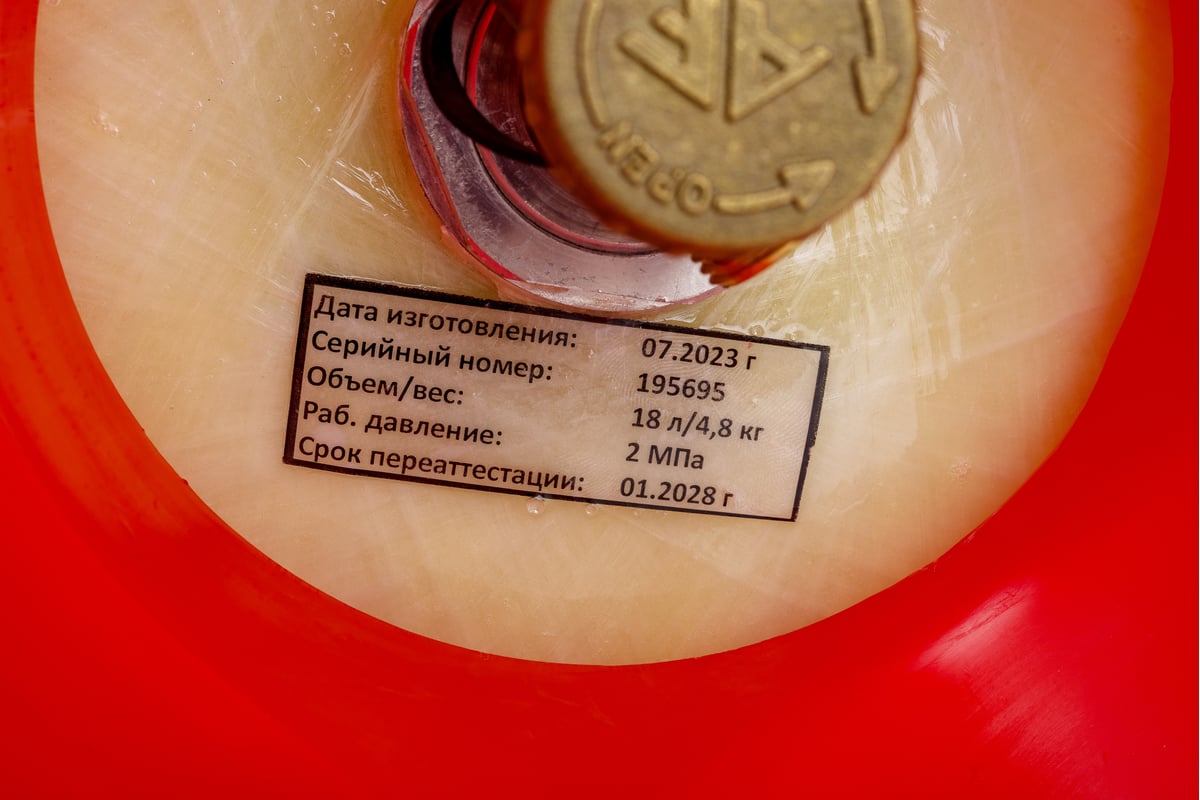 OPEN
Дата изготовления: 07.2023 г
Серийный номер: 195695
Объем/вес: 18 л/4,8 кг
Раб. давление: 2 МПа
Срок переаттестации: 01.2028 г